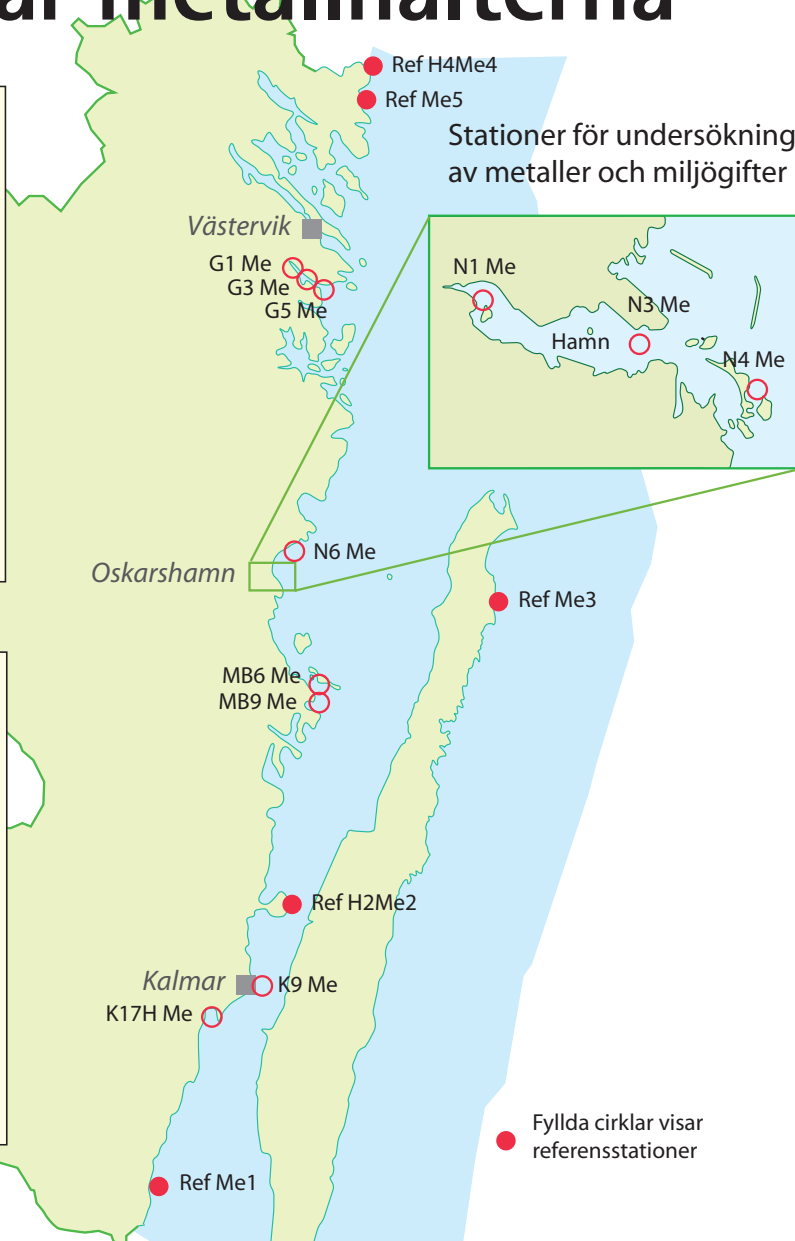 metallhalterna
Ref H4Me4
Ref Me5
Stationer för undersökning
av metaller och miljögifter
Västervik
G1 Me
G3 Me
G5 Me
N1 Me
N3 Me
Hamn
N4 Me
N6 Me
Oskarshamn
Ref Me3
MB6 Me
MB9 Me
Ref H2Me2
Kalmar
K9 Me
K17H Me
Fyllda cirklar visar
referensstationer
Ref Me1